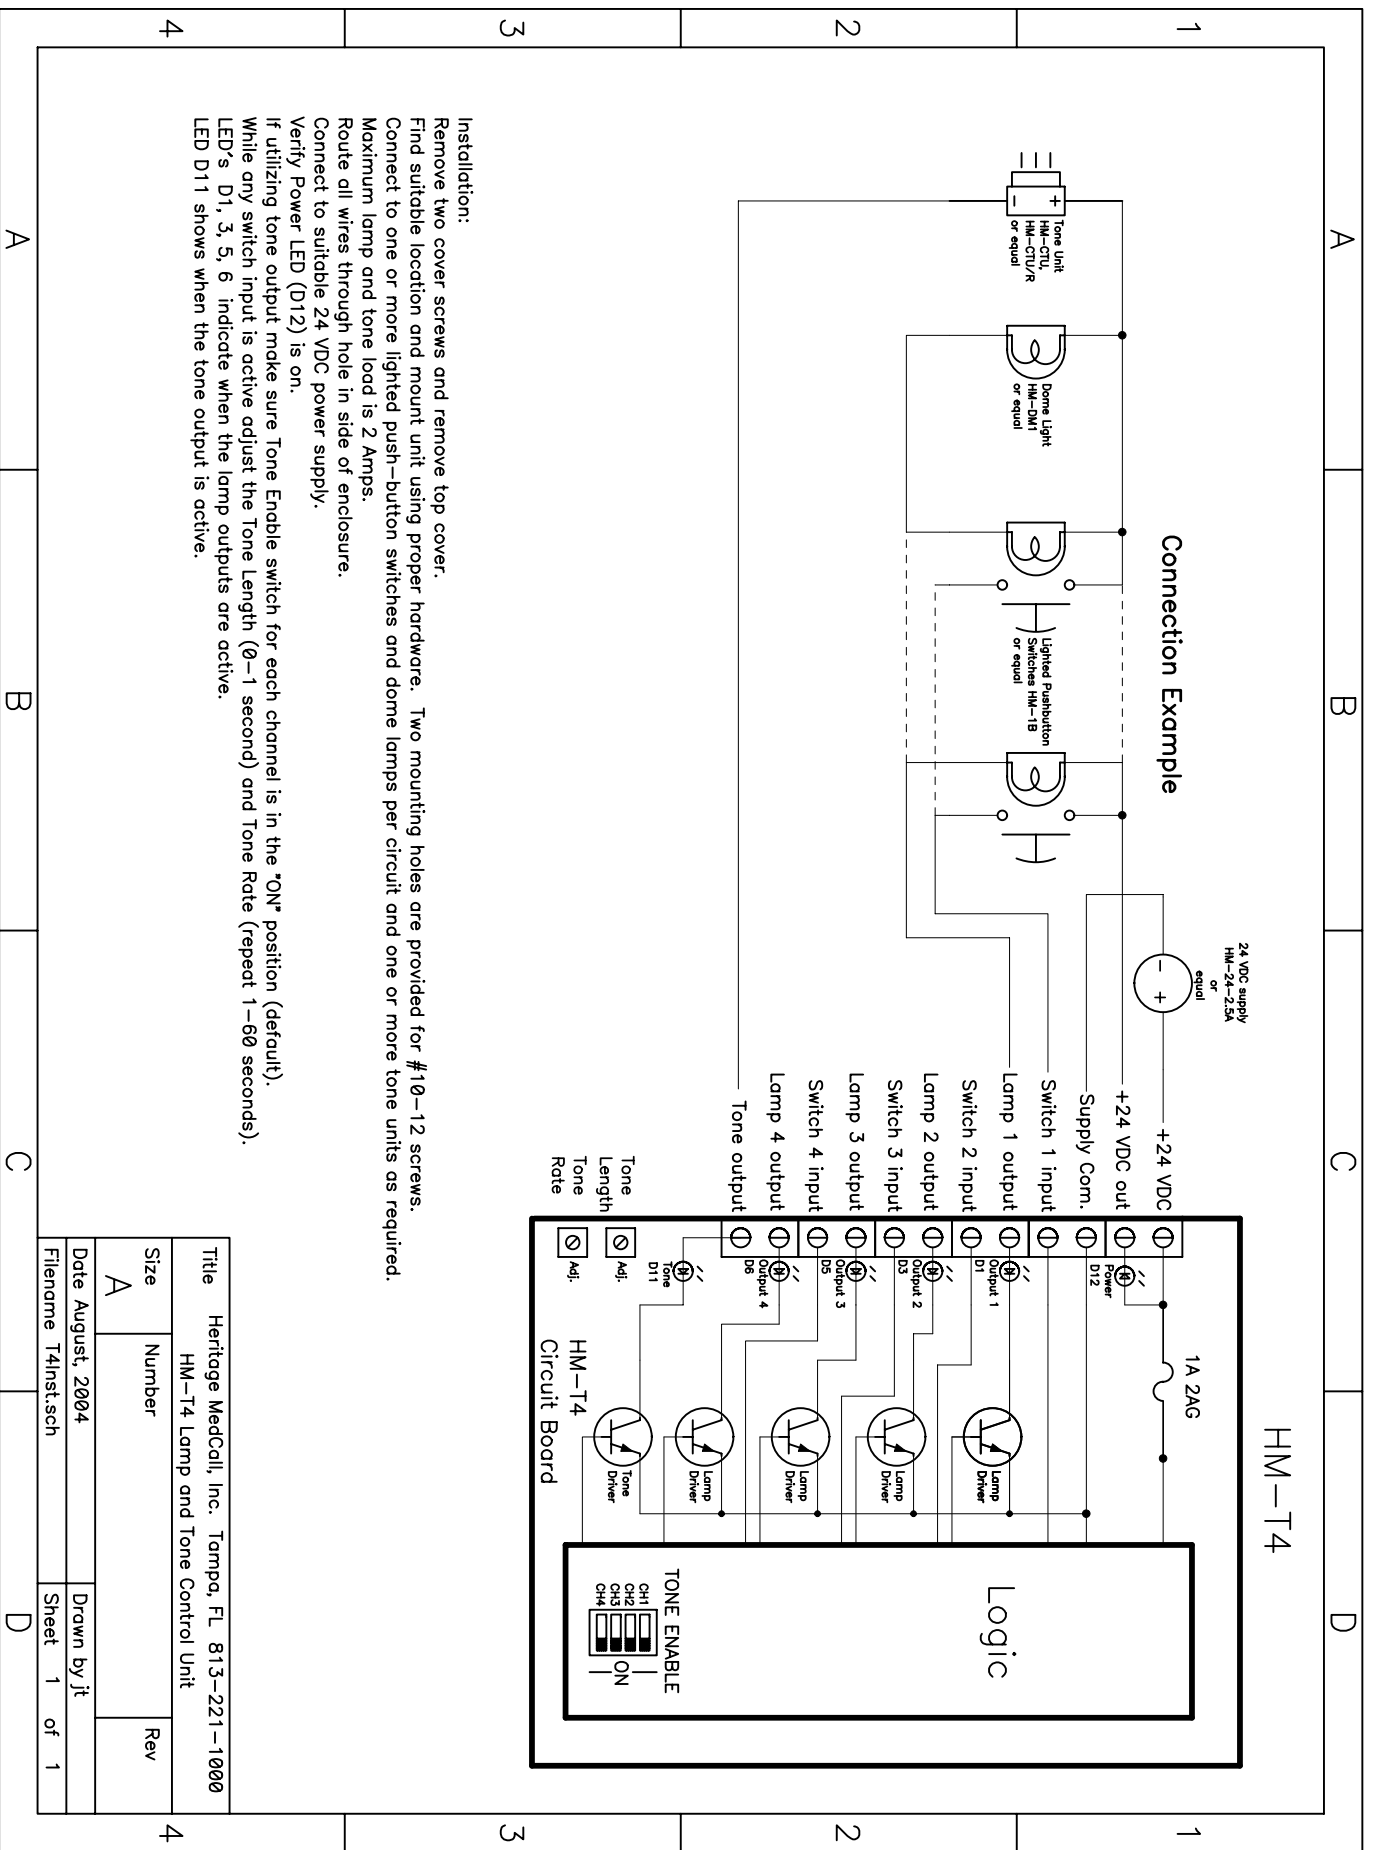 A
B
C
D
1
2
3
4
HM-T4
Connection Example
24 VDC supply
HM-24-2.5A
or
equal
- +
Tone Unit
HM-CTU,
HM-CTU/R
or equal
+
-
Dome Light
HM-DM1
or equal
Lighted Pushbutton
Switches HM-1B
or equal
+24 VDC
+24 VDC out
Supply Com.
Switch 1 input
Lamp 1 output
Switch 2 input
Lamp 2 output
Switch 3 input
Lamp 3 output
Switch 4 input
Lamp 4 output
Tone output
Tone
Length
Tone
Rate
Adj.
Adj.
1A 2AG
Power
D12
Output 1
D1
Output 2
D3
Output 3
D5
Output 4
D6
Tone
D11
Lamp
Driver
Lamp
Driver
Lamp
Driver
Lamp
Driver
Tone
Driver
HM-T4
Circuit Board
Logic
TONE ENABLE
CH1
CH2
CH3
CH4
ON
Installation:
Remove two cover screws and remove top cover.
Find suitable location and mount unit using proper hardware. Two mounting holes are provided for #10-12 screws.
Connect to one or more lighted push-button switches and dome lamps per circuit and one or more tone units as required.
Maximum lamp and tone load is 2 Amps.
Route all wires through hole in side of enclosure.
Connect to suitable 24 VDC power supply.
Verify Power LED (D12) is on.
If utilizing tone output make sure Tone Enable switch for each channel is in the "ON" position (default).
While any switch input is active adjust the Tone Length (0-1 second) and Tone Rate (repeat 1-60 seconds).
LED's D1, 3, 5, 6 indicate when the lamp outputs are active.
LED D11 shows when the tone output is active.
Title Heritage MedCall, Inc. Tampa, FL 813-221-1000
HM-T4 Lamp and Tone Control Unit
Size Number Rev
A
Date August, 2004 Drawn by jt
Filename T4Inst.sch Sheet 1 of 1
1
2
3
4
A
B
C
D